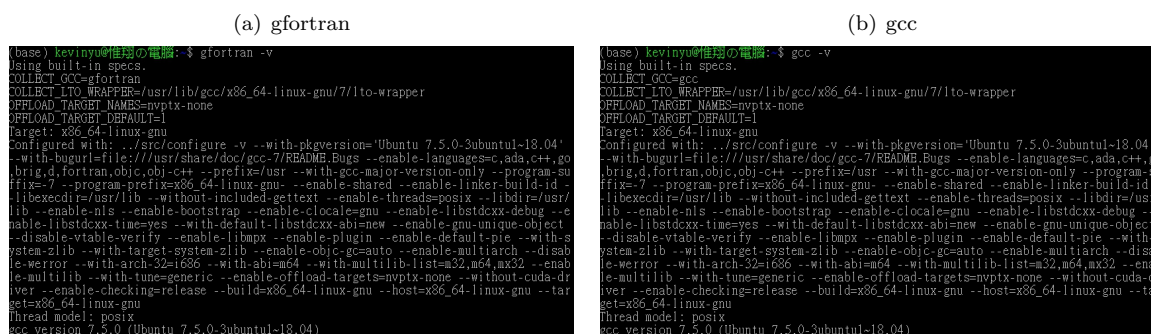 (a) gfortran
(base) kevinyu@惟翔の電腦:~$ gfortran -v
Using built-in specs.
COLLECT_GCC=gfortran
COLLECT_LTO_WRAPPER=/usr/lib/gcc/x86_64-linux-gnu/7/lto-wrapper
OFFLOAD_TARGET_NAMES=nvptx-none
OFFLOAD_TARGET_DEFAULT=1
Target: x86_64-linux-gnu
Configured with: ../src/configure -v --with-pkgversion='Ubuntu 7.5.0-3ubuntu1~18.04'
--with-bugurl=file:///usr/share/doc/gcc-7/README.Bugs --enable-languages=c,ada,c++,go
,brig,d,fortran,objc,obj-c++ --prefix=/usr --with-gcc-major-version-only --program-su
ffix=-7 --program-prefix=x86_64-linux-gnu- --enable-shared --enable-linker-build-id -
-libexecdir=/usr/lib --without-included-gettext --enable-threads=posix --libdir=/usr/
lib --enable-nls --enable-bootstrap --enable-clocale=gnu --enable-libstdcxx-debug --e
nable-libstdcxx-time=yes --with-default-libstdcxx-abi=new --enable-gnu-unique-object
--disable-vtable-verify --enable-libmpx --enable-plugin --enable-default-pie --with-s
ystem-zlib --with-target-system-zlib --enable-objc-gc=auto --enable-multiarch --disab
le-werror --with-arch-32=i686 --with-abi=m64 --with-multilib-list=m32,m64,mx32 --enab
le-multilib --with-tune=generic --enable-offload-targets=nvptx-none --without-cuda-dr
iver --enable-checking=release --build=x86_64-linux-gnu --host=x86_64-linux-gnu --tar
get=x86_64-linux-gnu
Thread model: posix
gcc version 7.5.0 (Ubuntu 7.5.0-3ubuntu1~18.04)
(b) gcc
(base) kevinyu@惟翔の電腦:~$ gcc -v
Using built-in specs.
COLLECT_GCC=gcc
COLLECT_LTO_WRAPPER=/usr/lib/gcc/x86_64-linux-gnu/7/lto-wrapper
OFFLOAD_TARGET_NAMES=nvptx-none
OFFLOAD_TARGET_DEFAULT=1
Target: x86_64-linux-gnu
Configured with: ../src/configure -v --with-pkgversion='Ubuntu 7.5.0-3ubuntu1~18.04
--with-bugurl=file:///usr/share/doc/gcc-7/README.Bugs --enable-languages=c,ada,c++,g
,brig,d,fortran,objc,obj-c++ --prefix=/usr --with-gcc-major-version-only --program-s
ffix=-7 --program-prefix=x86_64-linux-gnu- --enable-shared --enable-linker-build-id
-libexecdir=/usr/lib --without-included-gettext --enable-threads=posix --libdir=/us
lib --enable-nls --enable-bootstrap --enable-clocale=gnu --enable-libstdcxx-debug --
nable-libstdcxx-time=yes --with-default-libstdcxx-abi=new --enable-gnu-unique-object
--disable-vtable-verify --enable-libmpx --enable-plugin --enable-default-pie --with-
ystem-zlib --with-target-system-zlib --enable-objc-gc=auto --enable-multiarch --disa
le-werror --with-arch-32=i686 --with-abi=m64 --with-multilib-list=m32,m64,mx32 --ena
le-multilib --with-tune=generic --enable-offload-targets=nvptx-none --without-cuda-d
iver --enable-checking=release --build=x86_64-linux-gnu --host=x86_64-linux-gnu --ta
get=x86_64-linux-gnu
Thread model: posix
gcc version 7.5.0 (Ubuntu 7.5.0-3ubuntu1~18.04)